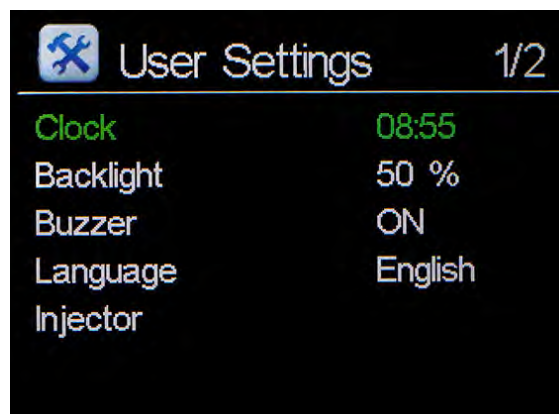 User Settings 1/2
Clock 08:55
Backlight 50 %
Buzzer ON
Language English
Injector